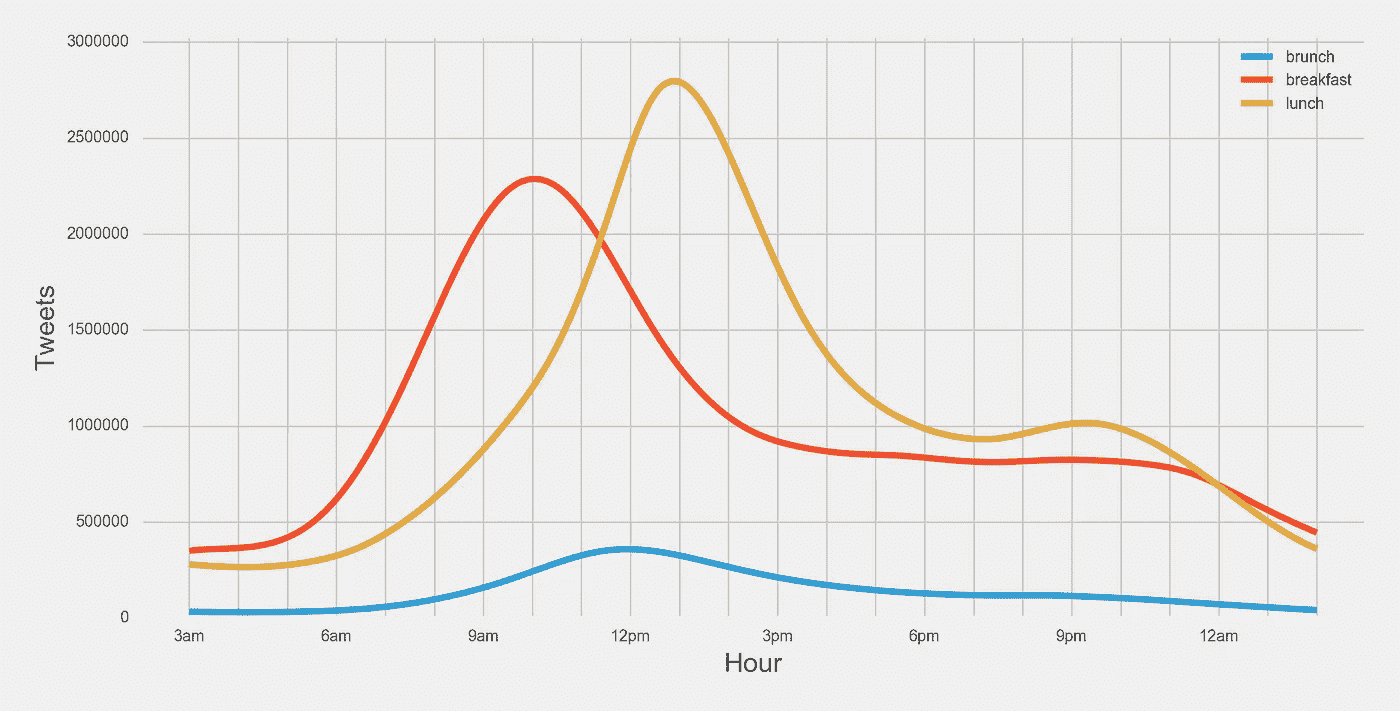 3000000
2500000
2000000
1500000
1000000
500000
0
Tweets
brunch
breakfast
lunch
3am 6am 9am 12pm 3pm 6pm 9pm 12am
Hour